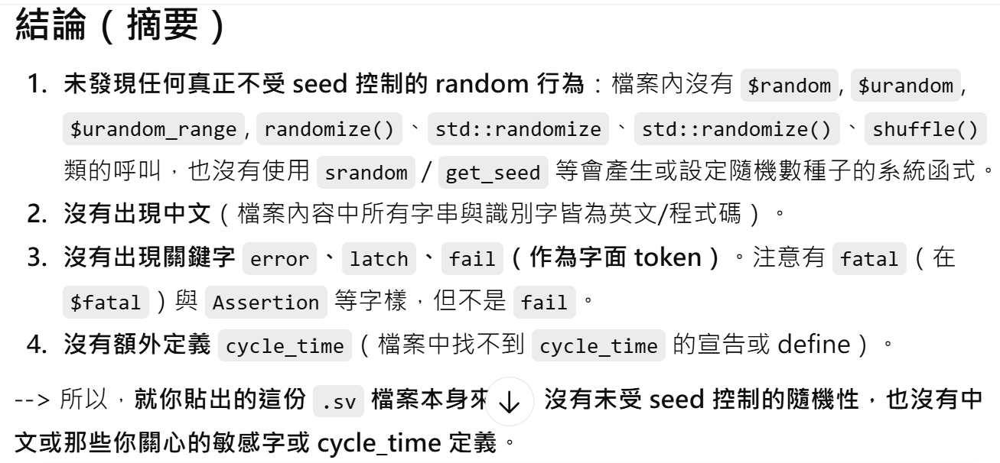 結論（摘要）
1. 未發現任何真正不受 seed 控制的 random 行為：檔案內沒有 $random, $urandom,
$urandom_range, randomize()、std::randomize、std::randomize()、shuffle()
類的呼叫，也沒有使用 srandom / get_seed 等會產生或設定隨機數種子的系統函式。
2. 沒有出現中文（檔案內容中所有字串與識別字皆為英文/程式碼）。
3. 沒有出現關鍵字 error、latch、fail（作為字面 token）。注意有 fatal（在
$fatal）與 Assertion 等字樣，但不是 fail。
4. 沒有額外定義 cycle_time（檔案中找不到 cycle_time 的宣告或 define）。
--> 所以，就你貼出的這份 .sv 檔案本身來 沒有未受 seed 控制的隨機性，也沒有中
文或那些你關心的敏感字或 cycle_time 定義。